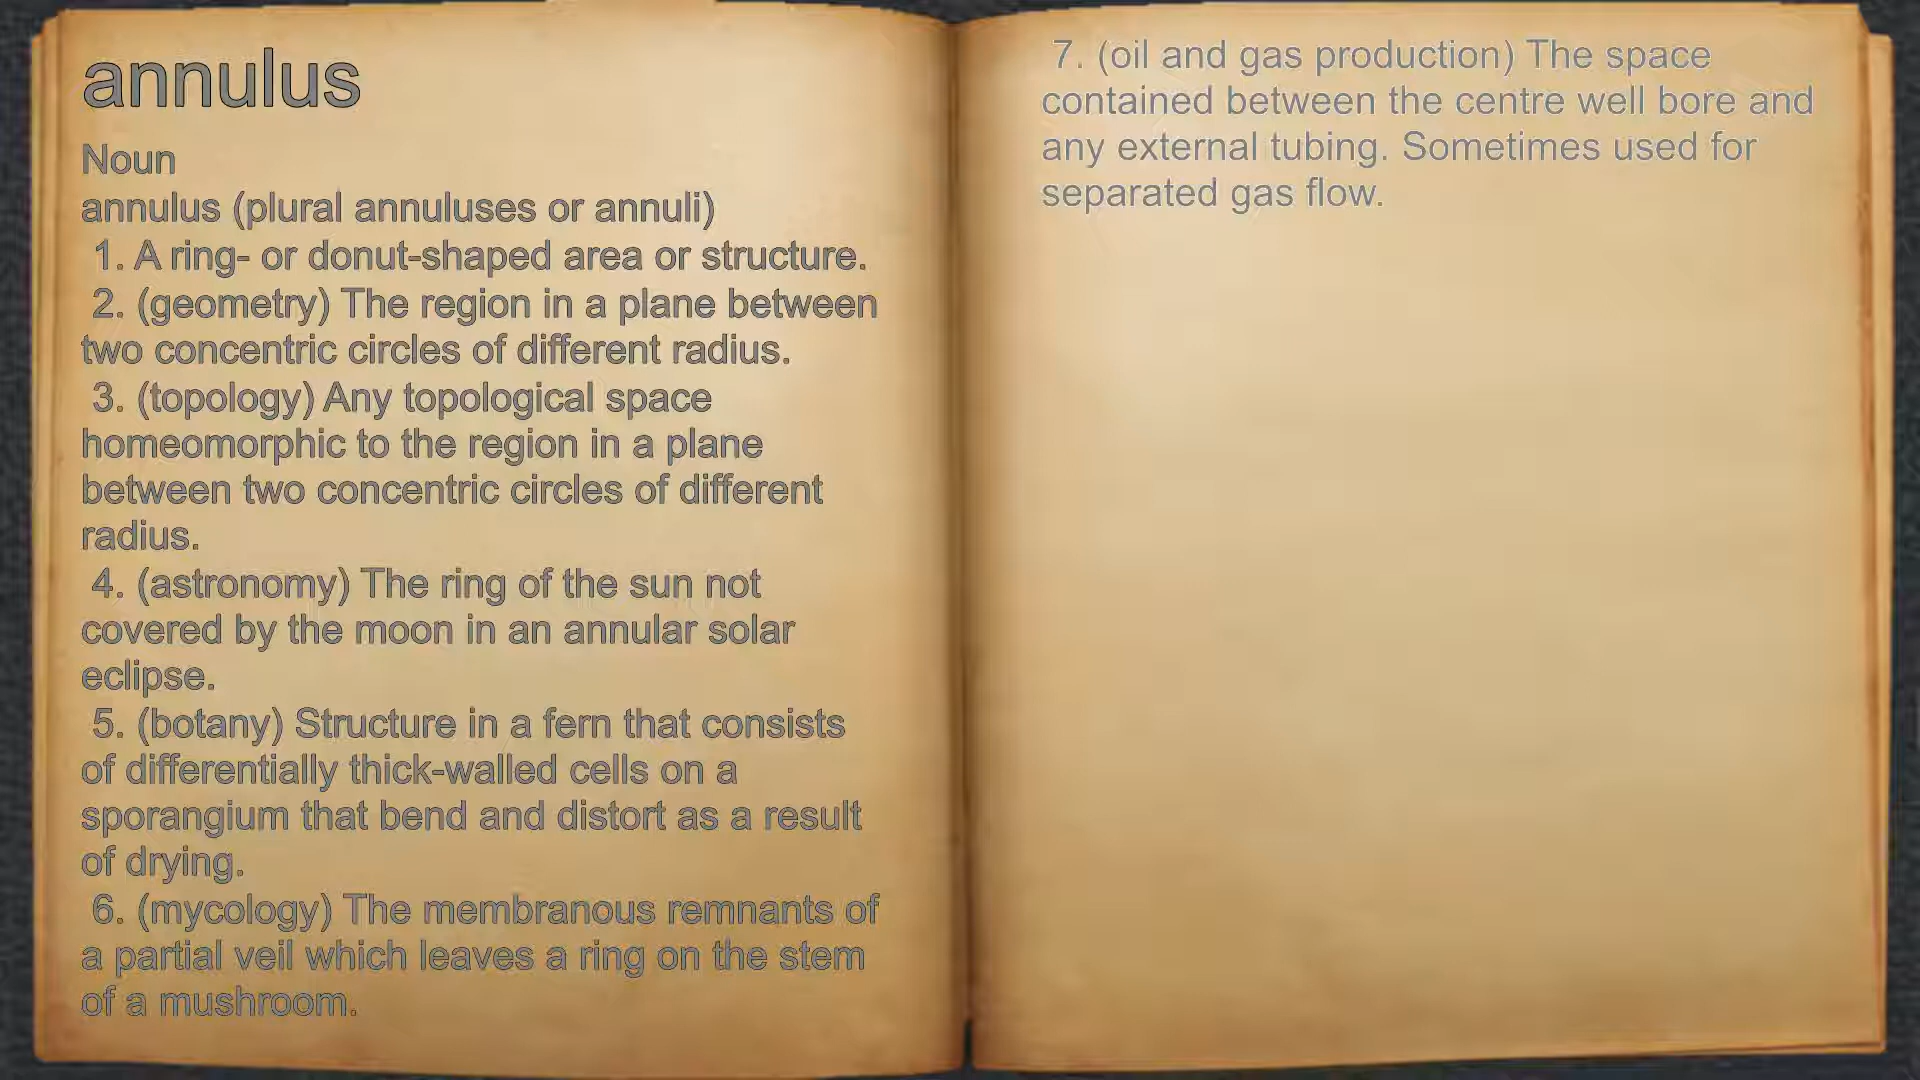 annulus
Noun
annulus (plural annuluses or annuli)
1. A ring- or donut-shaped area or structure.
2. (geometry) The region in a plane between
two concentric circles of different radius.
3. (topology) Any topological space
homeomorphic to the region in a plane
between two concentric circles of different
radius.
4. (astronomy) The ring of the sun not
covered by the moon in an annular solar
eclipse.
5. (botany) Structure in a fern that consists
of differentially thick-walled cells on a
sporangium that bend and distort as a result
of drying.
6. (mycology) The membranous remnants of
a partial veil which leaves a ring on the stem
of a mushroom.
7. (oil and gas production) The space
contained between the centre well bore and
any external tubing. Sometimes used for
separated gas flow.